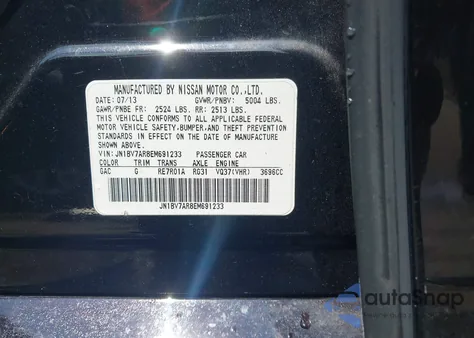 MANUFACTURED BY NISSAN MOTOR CO.,LTD.
DATE: 07/13 GVWR/PNBV: 5004 LBS.
GAWR/PNBE FR: 2524 LBS. RR: 2513 LBS.
THIS VEHICLE CONFORMS TO ALL APPLICABLE FEDERAL
MOTOR VEHICLE SAFETY,BUMPER,AND THEFT PREVENTION
STANDARDS IN EFFECT ON THE DATE OF MANUFACTURE
SHOWN ABOVE.
VIN: JN1BV7AR8EM691233 PASSENGER CAR
COLOR TRIM TRANS AXLE ENGINE
GAC G RE7R01A RG31 VQ37(VHR) 3696CC
JN1BV7AR8EM691233
autoSnap